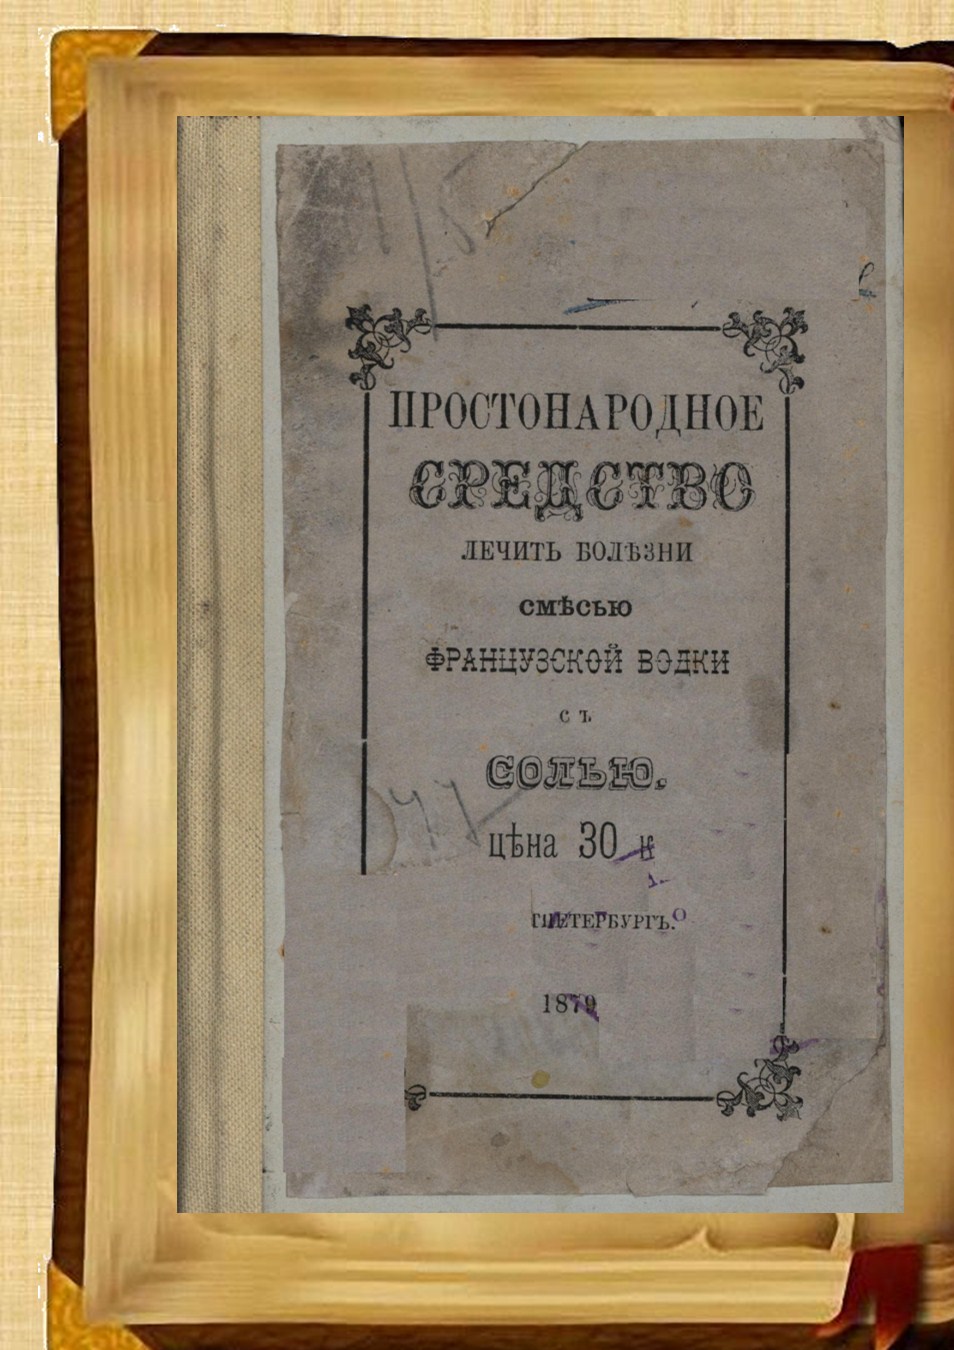 ПРОСТОНАРОДНОЕ
СРЕДСТВО
ЛЕЧИТЬ БОЛѢЗНИ
СМѢСЬЮ
ФРАНЦУЗСКОЙ ВОДКИ
СЪ
СОЛЬЮ.
цѣна 30 к
ПЕТЕРБУРГЪ.
1879